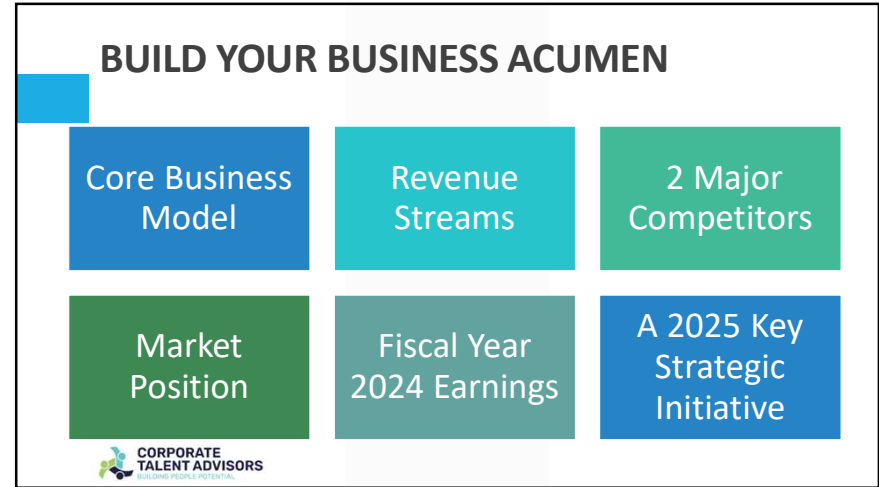 BUILD YOUR BUSINESS ACUMEN
Core Business
Model
Revenue
Streams
2 Major
Competitors
Market
Position
Fiscal Year
2024 Earnings
A 2025 Key
Strategic
Initiative
CORPORATE
TALENT ADVISORS
BUILDING PEOPLE POTENTIAL